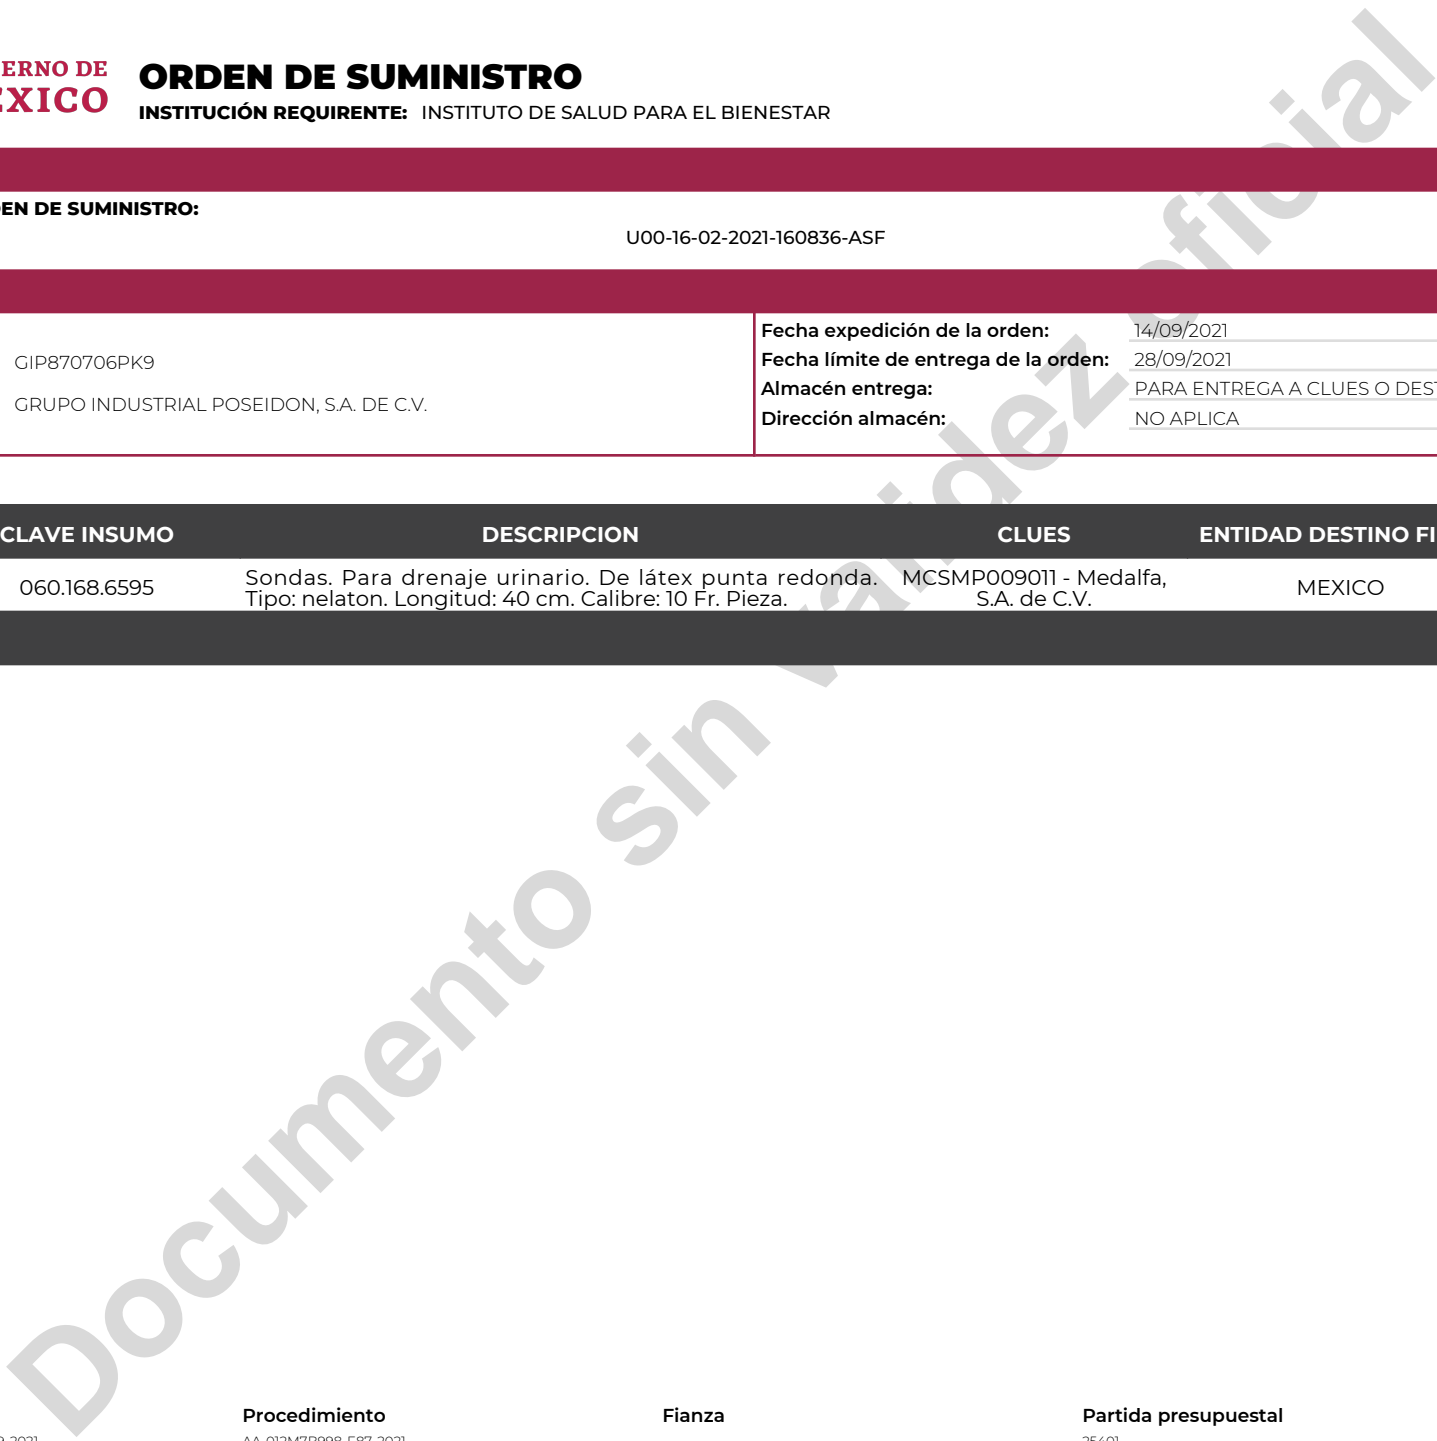 ERNO DE
EXICO
ORDEN DE SUMINISTRO
INSTITUCIÓN REQUIRENTE: INSTITUTO DE SALUD PARA EL BIENESTAR
EN DE SUMINISTRO:
U00-16-02-2021-160836-ASF
GIP870706PK9
GRUPO INDUSTRIAL POSEIDON, S.A. DE C.V.
Fecha expedición de la orden: 14/09/2021
Fecha límite de entrega de la orden: 28/09/2021
Almacén entrega: PARA ENTREGA A CLUES O DEST
Dirección almacén: NO APLICA
CLAVE INSUMO DESCRIPCION CLUES ENTIDAD DESTINO FI
060.168.6595
Sondas. Para drenaje urinario. De látex punta redonda.
Tipo: nelaton. Longitud: 40 cm. Calibre: 10 Fr. Pieza.
MCSMP009011 - Medalfa,
S.A. de C.V.
MEXICO
Documento sin validez oficial
Procedimiento Fianza Partida presupuestal